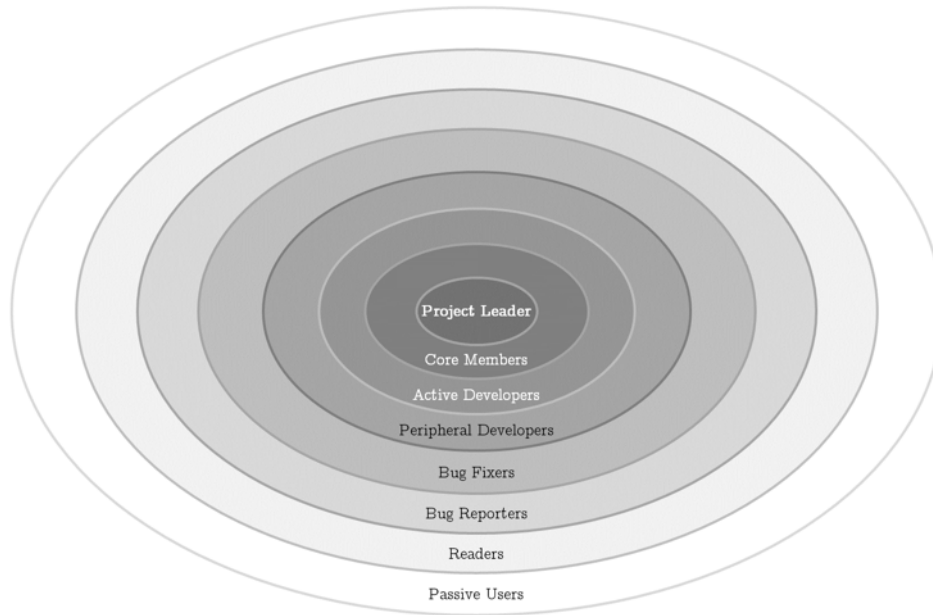 Project Leader
Core Members
Active Developers
Peripheral Developers
Bug Fixers
Bug Reporters
Readers
Passive Users